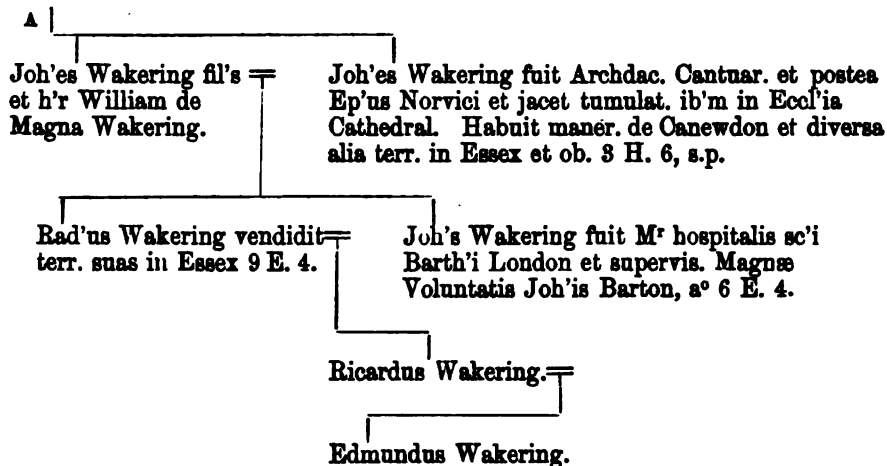 A
Joh'es Wakering fil's
et h'r William de
Magna Wakering.
Joh'es Wakering fuit Archdac. Cantuar. et postea
Ep'us Norvici et jacet tumulat. ib'm in Eccl'ia
Cathedral. Habuit maner. de Canewdon et diversa
alia terr. in Essex et ob. 3 H. 6, s.p.
Rad'us Wakering vendidit
terr. suas in Essex 9 E. 4.
Joh's Wakering fuit Mʳ hospitalis sc'i
Barth'i London et supervis. Magnæ
Voluntatis Joh'is Barton, aº 6 E. 4.
Ricardus Wakering.
Edmundus Wakering.